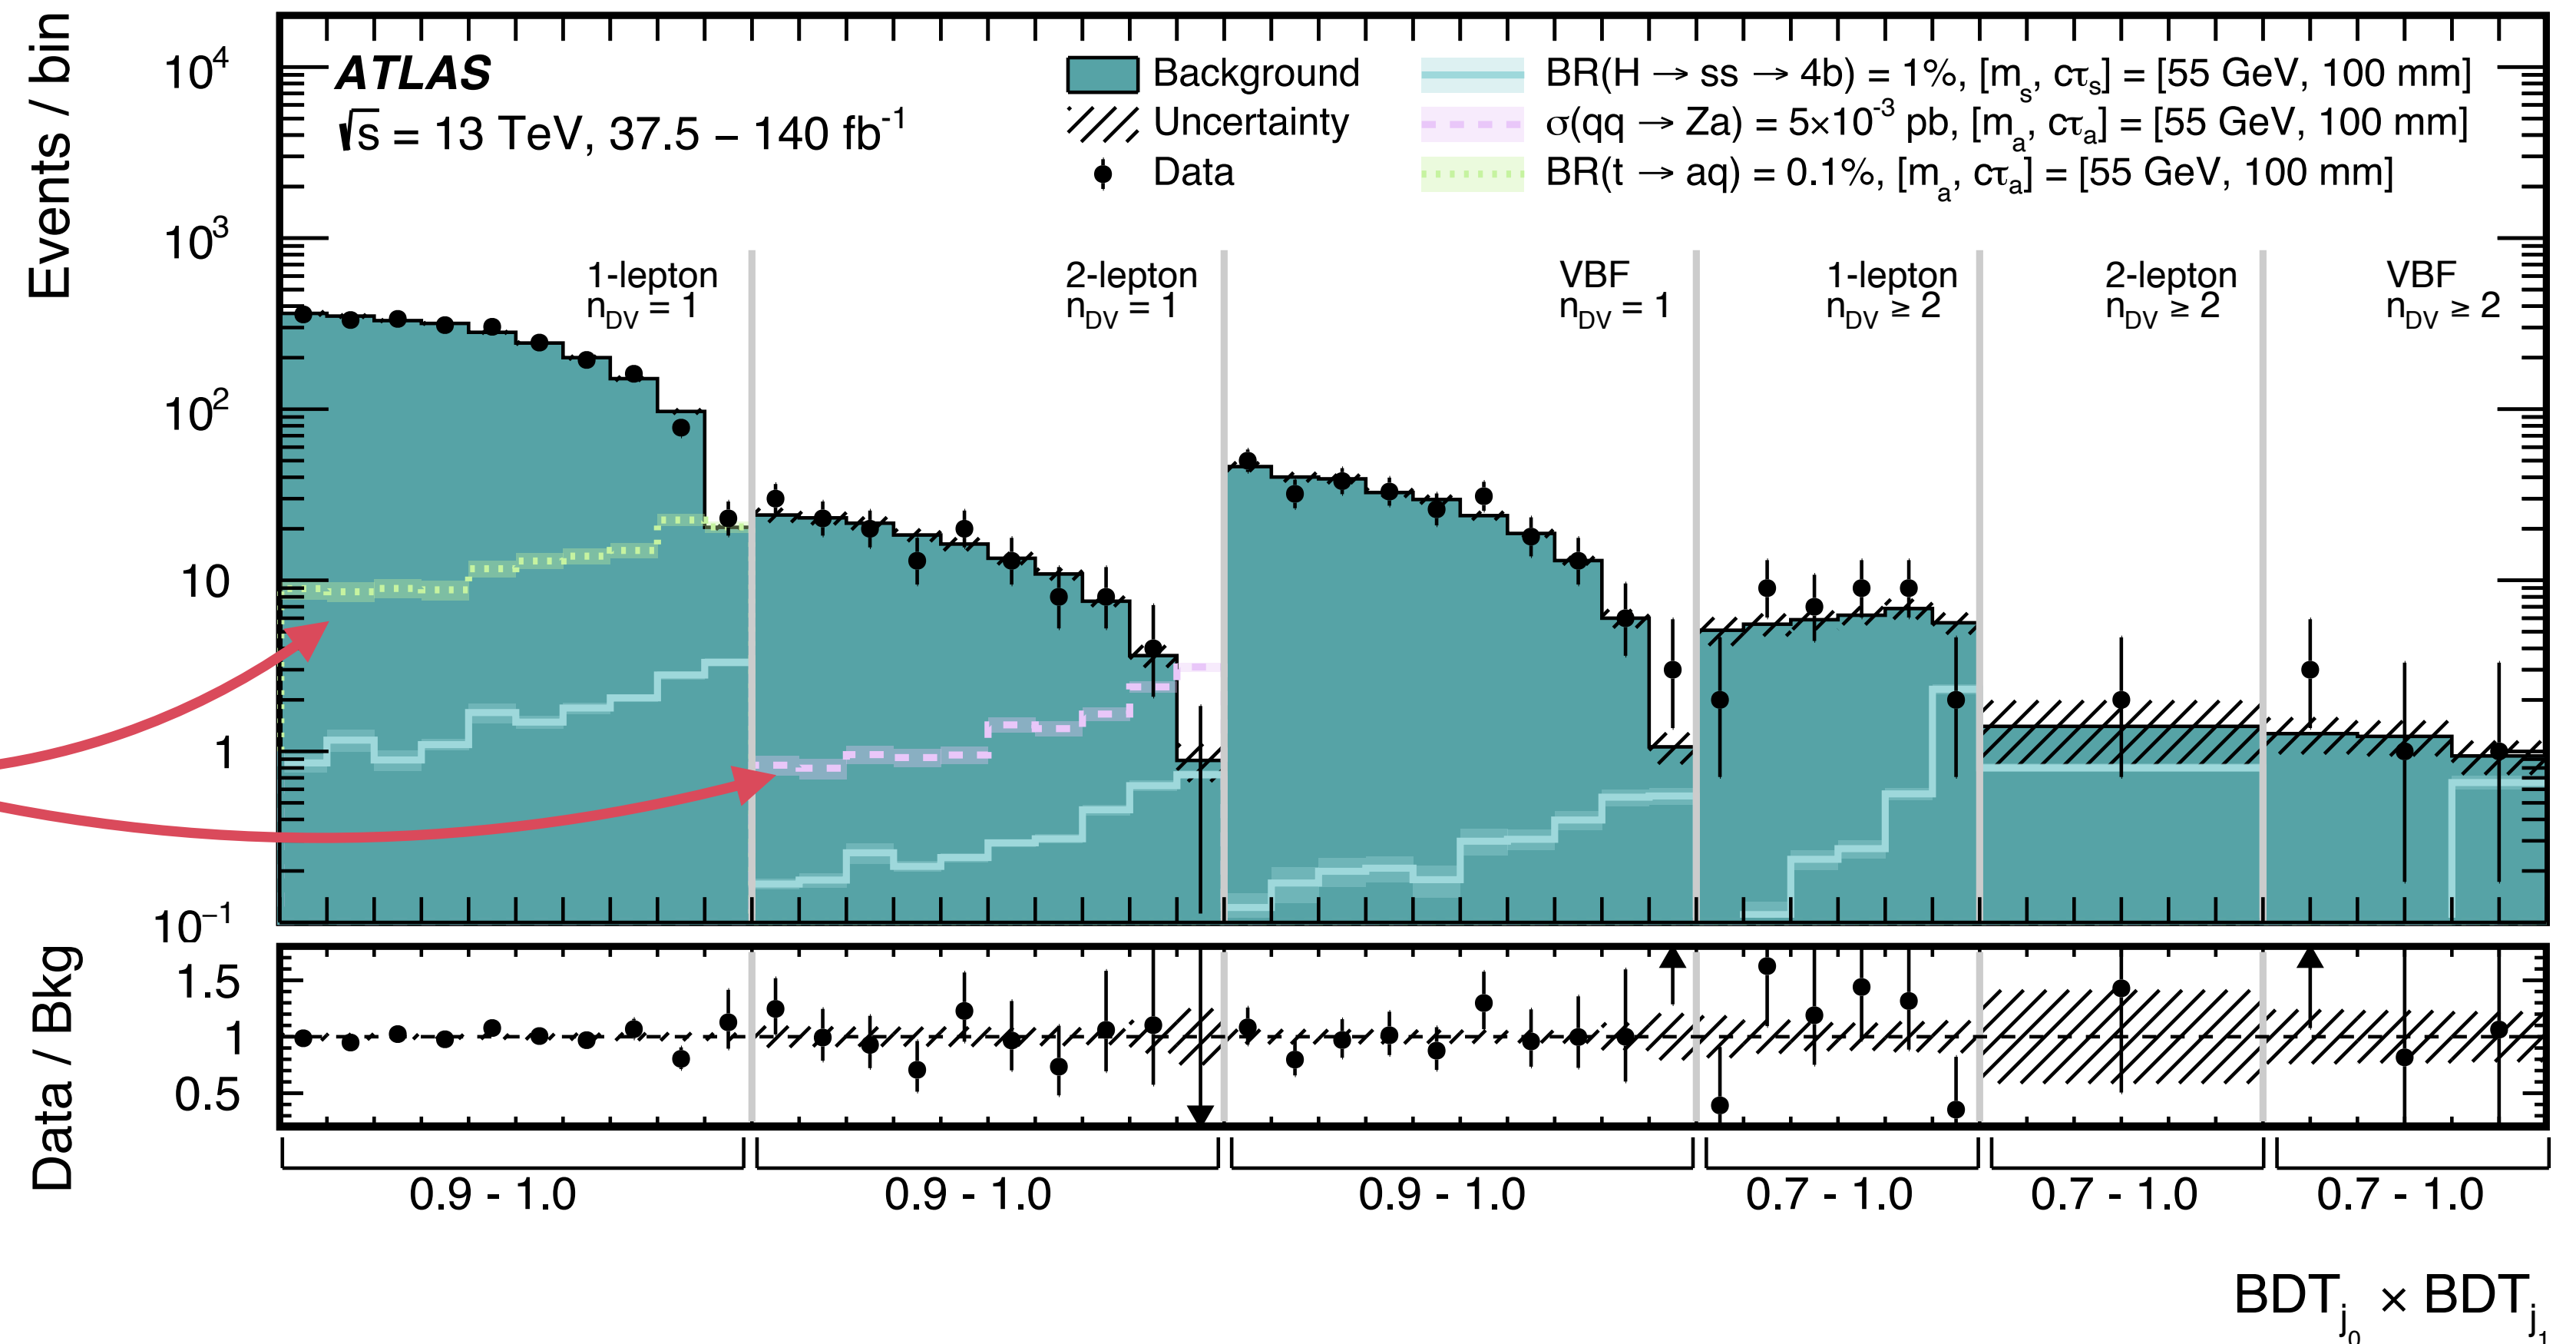 Events / bin
10⁴
10³
10²
10
1
10⁻¹
ATLAS
√s = 13 TeV, 37.5 – 140 fb⁻¹
Background
Uncertainty
Data
BR(H → ss → 4b) = 1%, [mₛ, cτₛ] = [55 GeV, 100 mm]
σ(qq → Za) = 5×10⁻³ pb, [mₐ, cτₐ] = [55 GeV, 100 mm]
BR(t → aq) = 0.1%, [mₐ, cτₐ] = [55 GeV, 100 mm]
1-lepton
n_DV = 1
2-lepton
n_DV = 1
VBF
n_DV = 1
1-lepton
n_DV ≥ 2
2-lepton
n_DV ≥ 2
VBF
n_DV ≥ 2
Data / Bkg
1.5
1
0.5
0.9 - 1.0
0.9 - 1.0
0.9 - 1.0
0.7 - 1.0
0.7 - 1.0
0.7 - 1.0
BDT_j₀ × BDT_j₁